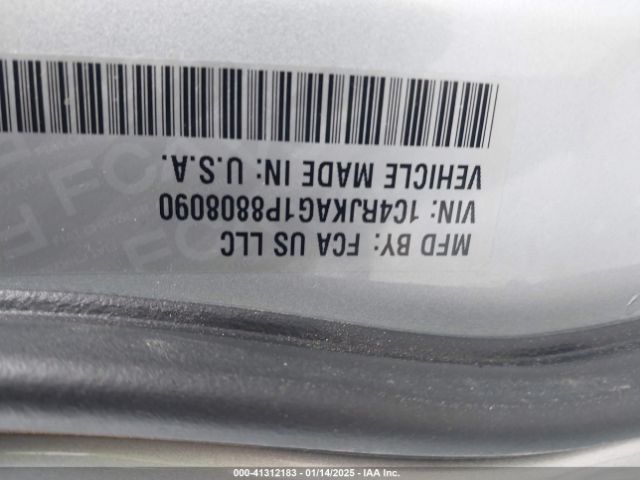 MFD BY: FCA US LLC
VIN: 1C4RJKAG1P8808090
VEHICLE MADE IN: U.S.A.
000-41312183 - 01/14/2025 - IAA Inc.